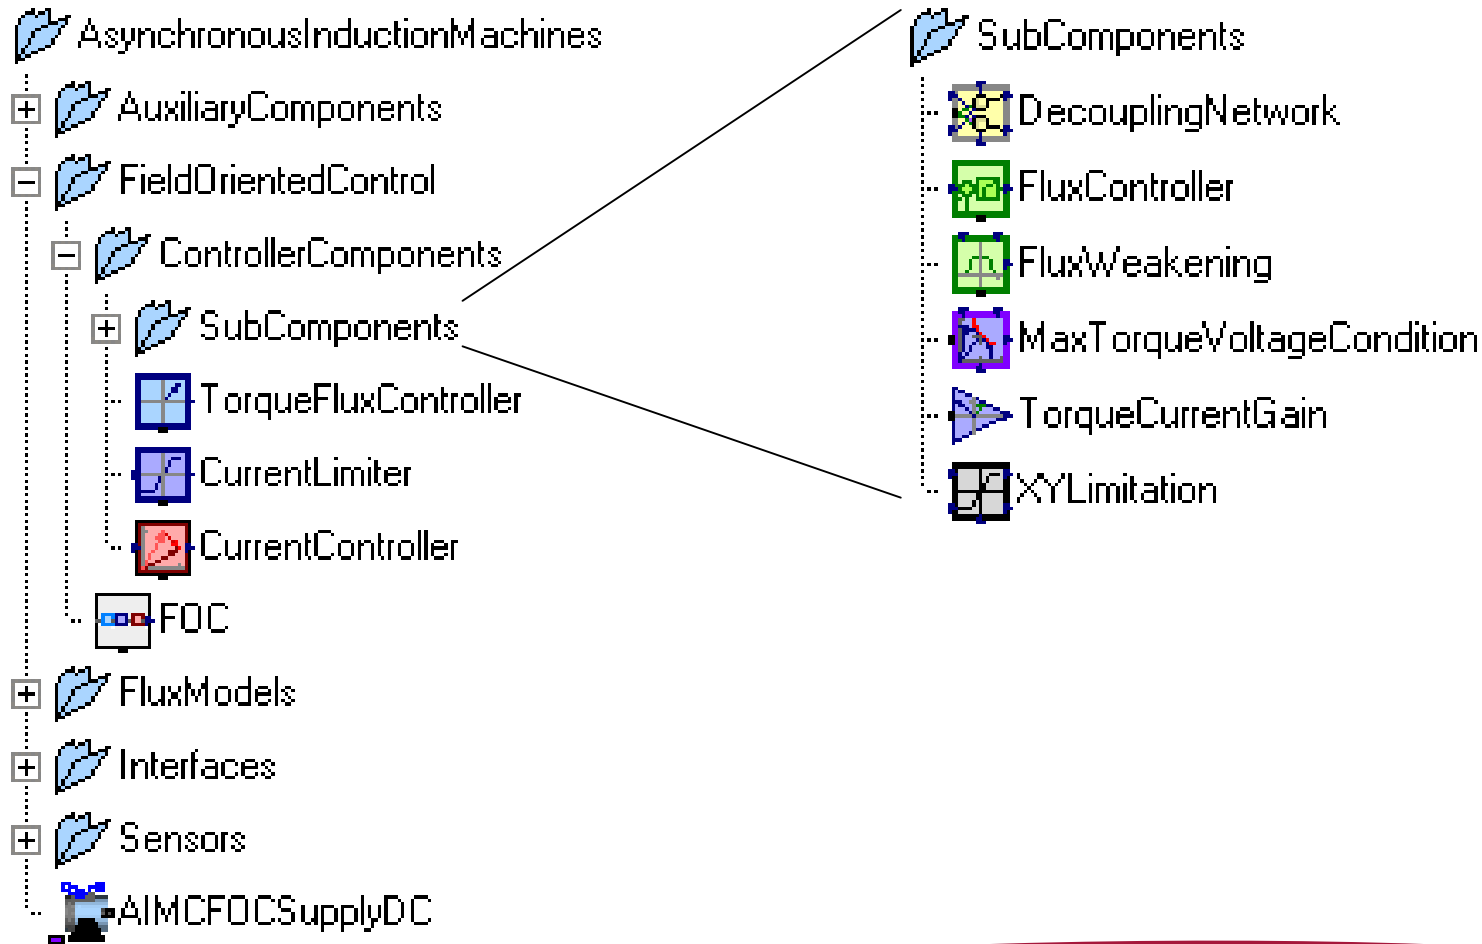 AsynchronousInductionMachines
AuxiliaryComponents
FieldOrientedControl
ControllerComponents
SubComponents
TorqueFluxController
CurrentLimiter
CurrentController
FOC
FluxModels
Interfaces
Sensors
AIMCFOCSupplyDC
SubComponents
DecouplingNetwork
FluxController
FluxWeakening
MaxTorqueVoltageCondition
TorqueCurrentGain
XYLimitation